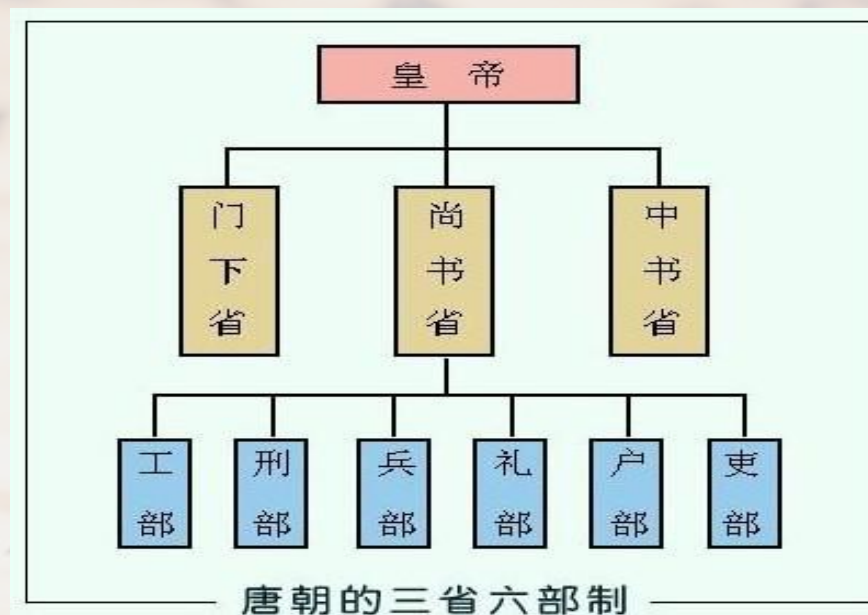 皇帝
门下省
尚书省
中书省
工部
刑部
兵部
礼部
户部
吏部
唐朝的三省六部制